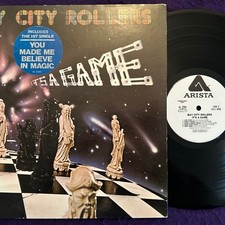 Y CITY ROLLERS
INCLUDES
THE HIT SINGLE
YOU
MADE ME
BELIEVE
IN MAGIC
IT'S A GAME
ARISTA
BAY CITY ROLLERS
IT'S A GAME